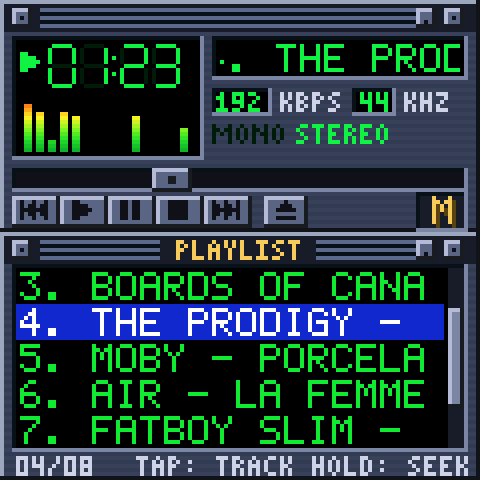 01:23
. THE PROD
192 KBPS 44 KHZ
MONO STEREO
M
PLAYLIST
3. BOARDS OF CANA
4. THE PRODIGY -
5. MOBY - PORCELA
6. AIR - LA FEMME
7. FATBOY SLIM -
04/08 TAP: TRACK HOLD: SEEK